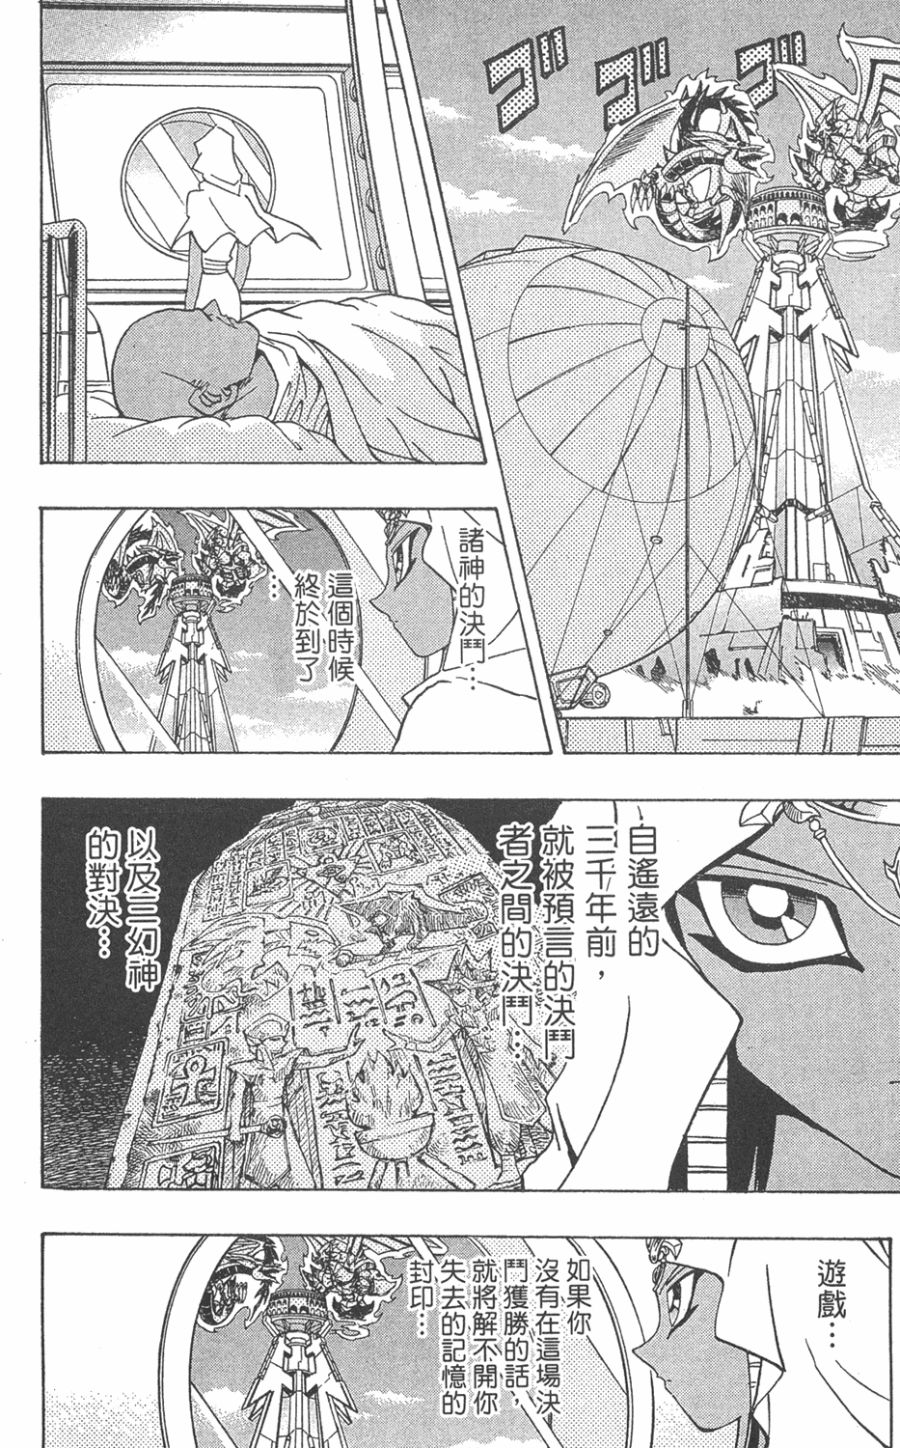 ゴゴゴ
諸神的決鬥…
這個時候
終於到了
…
自遙遠的
三千年前，
就被預言的決鬥
者之間的決鬥…
以及三幻神
的對決…
遊戲…
如果你
沒有在這場決
鬥獲勝的話，
就將解不開你
失去的記憶的
封印…